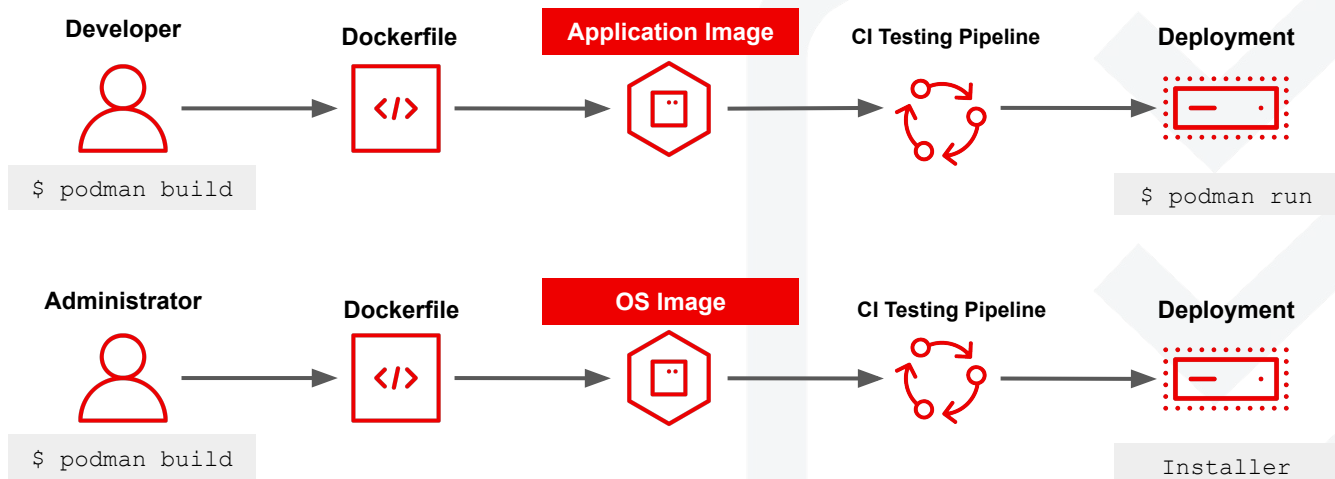 Developer
Dockerfile
Application Image
CI Testing Pipeline
Deployment
</>
$ podman build
$ podman run
Administrator
Dockerfile
OS Image
CI Testing Pipeline
Deployment
</>
$ podman build
Installer